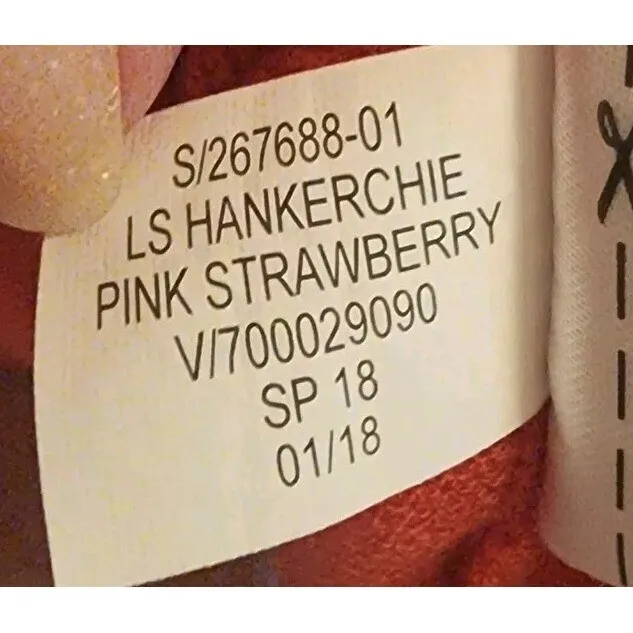 S/267688-01
LS HANKERCHIE
PINK STRAWBERRY
V/700029090
SP 18
01/18